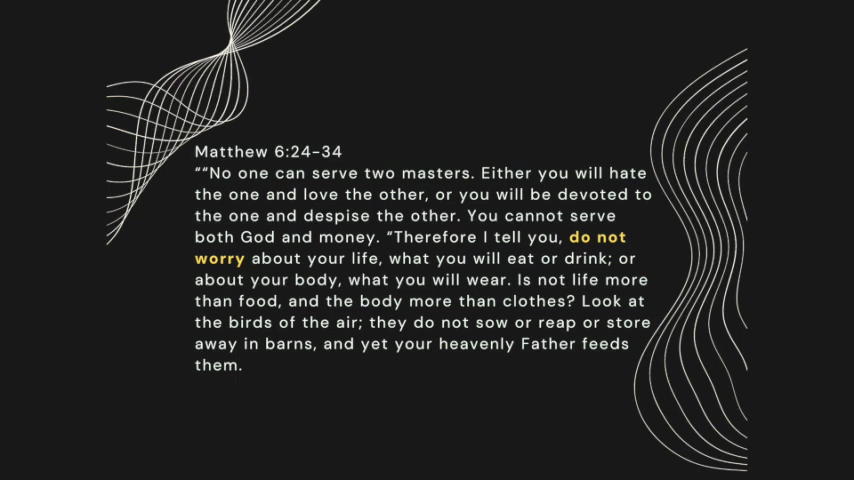 Matthew 6:24-34
““No one can serve two masters. Either you will hate
the one and love the other, or you will be devoted to
the one and despise the other. You cannot serve
both God and money. “Therefore I tell you, do not
worry about your life, what you will eat or drink; or
about your body, what you will wear. Is not life more
than food, and the body more than clothes? Look at
the birds of the air; they do not sow or reap or store
away in barns, and yet your heavenly Father feeds
them.